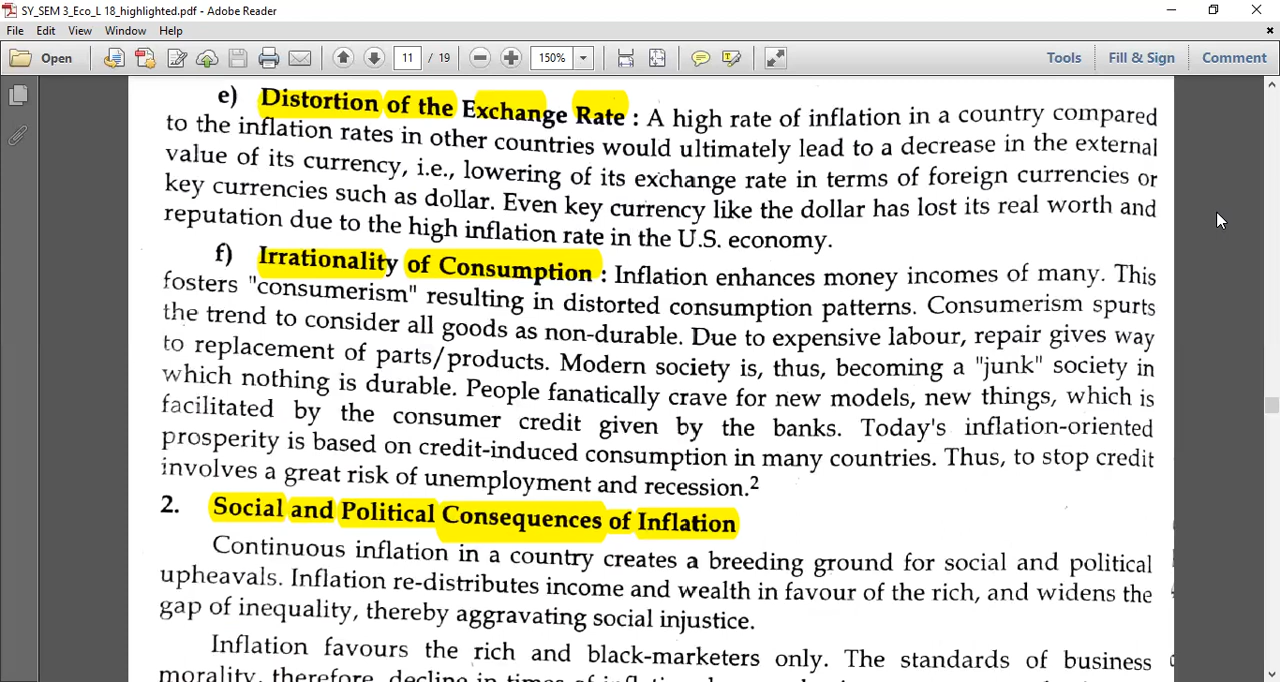 SY_SEM 3_Eco_L 18_highlighted.pdf - Adobe Reader
File Edit View Window Help
Open 11 / 19 150% Tools Fill & Sign Comment
e) Distortion of the Exchange Rate : A high rate of inflation in a country compared
to the inflation rates in other countries would ultimately lead to a decrease in the external
value of its currency, i.e., lowering of its exchange rate in terms of foreign currencies or
key currencies such as dollar. Even key currency like the dollar has lost its real worth and
reputation due to the high inflation rate in the U.S. economy.
f) Irrationality of Consumption : Inflation enhances money incomes of many. This
fosters "consumerism" resulting in distorted consumption patterns. Consumerism spurts
the trend to consider all goods as non-durable. Due to expensive labour, repair gives way
to replacement of parts/products. Modern society is, thus, becoming a "junk" society in
which nothing is durable. People fanatically crave for new models, new things, which is
facilitated by the consumer credit given by the banks. Today's inflation-oriented
prosperity is based on credit-induced consumption in many countries. Thus, to stop credit
involves a great risk of unemployment and recession.2
2. Social and Political Consequences of Inflation
Continuous inflation in a country creates a breeding ground for social and political
upheavals. Inflation re-distributes income and wealth in favour of the rich, and widens the
gap of inequality, thereby aggravating social injustice.
Inflation favours the rich and black-marketers only. The standards of business
morality, therefore, decline in times of